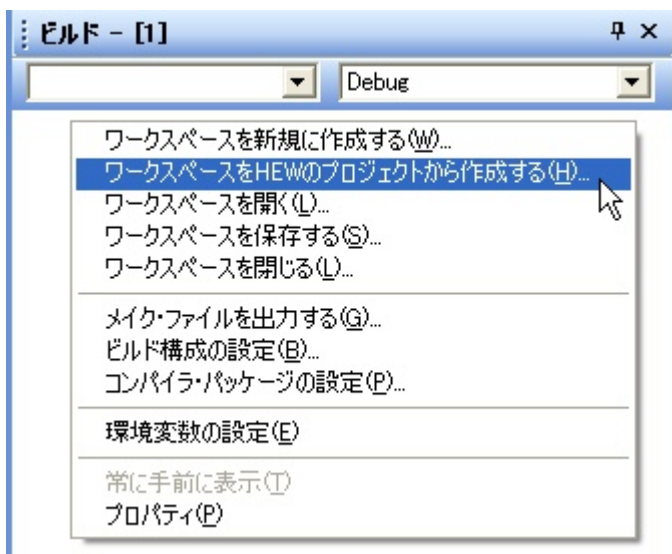 ビルド - [1]
Debug
ワークスペースを新規に作成する(W)...
ワークスペースをHEWのプロジェクトから作成する(H)...
ワークスペースを開く(L)...
ワークスペースを保存する(S)...
ワークスペースを閉じる(L)...
メイク・ファイルを出力する(G)...
ビルド構成の設定(B)...
コンパイラ・パッケージの設定(P)...
環境変数の設定(E)
常に手前に表示(T)
プロパティ(P)